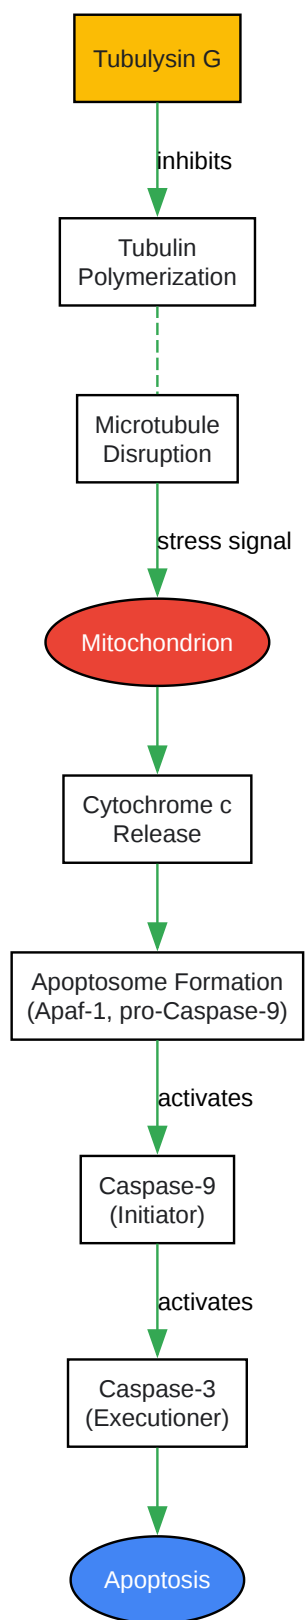 Tubulysin G
inhibits
Tubulin
Polymerization
Microtubule
Disruption
stress signal
Mitochondrion
Cytochrome c
Release
Apoptosome Formation
(Apaf-1, pro-Caspase-9)
activates
Caspase-9
(Initiator)
activates
Caspase-3
(Executioner)
Apoptosis